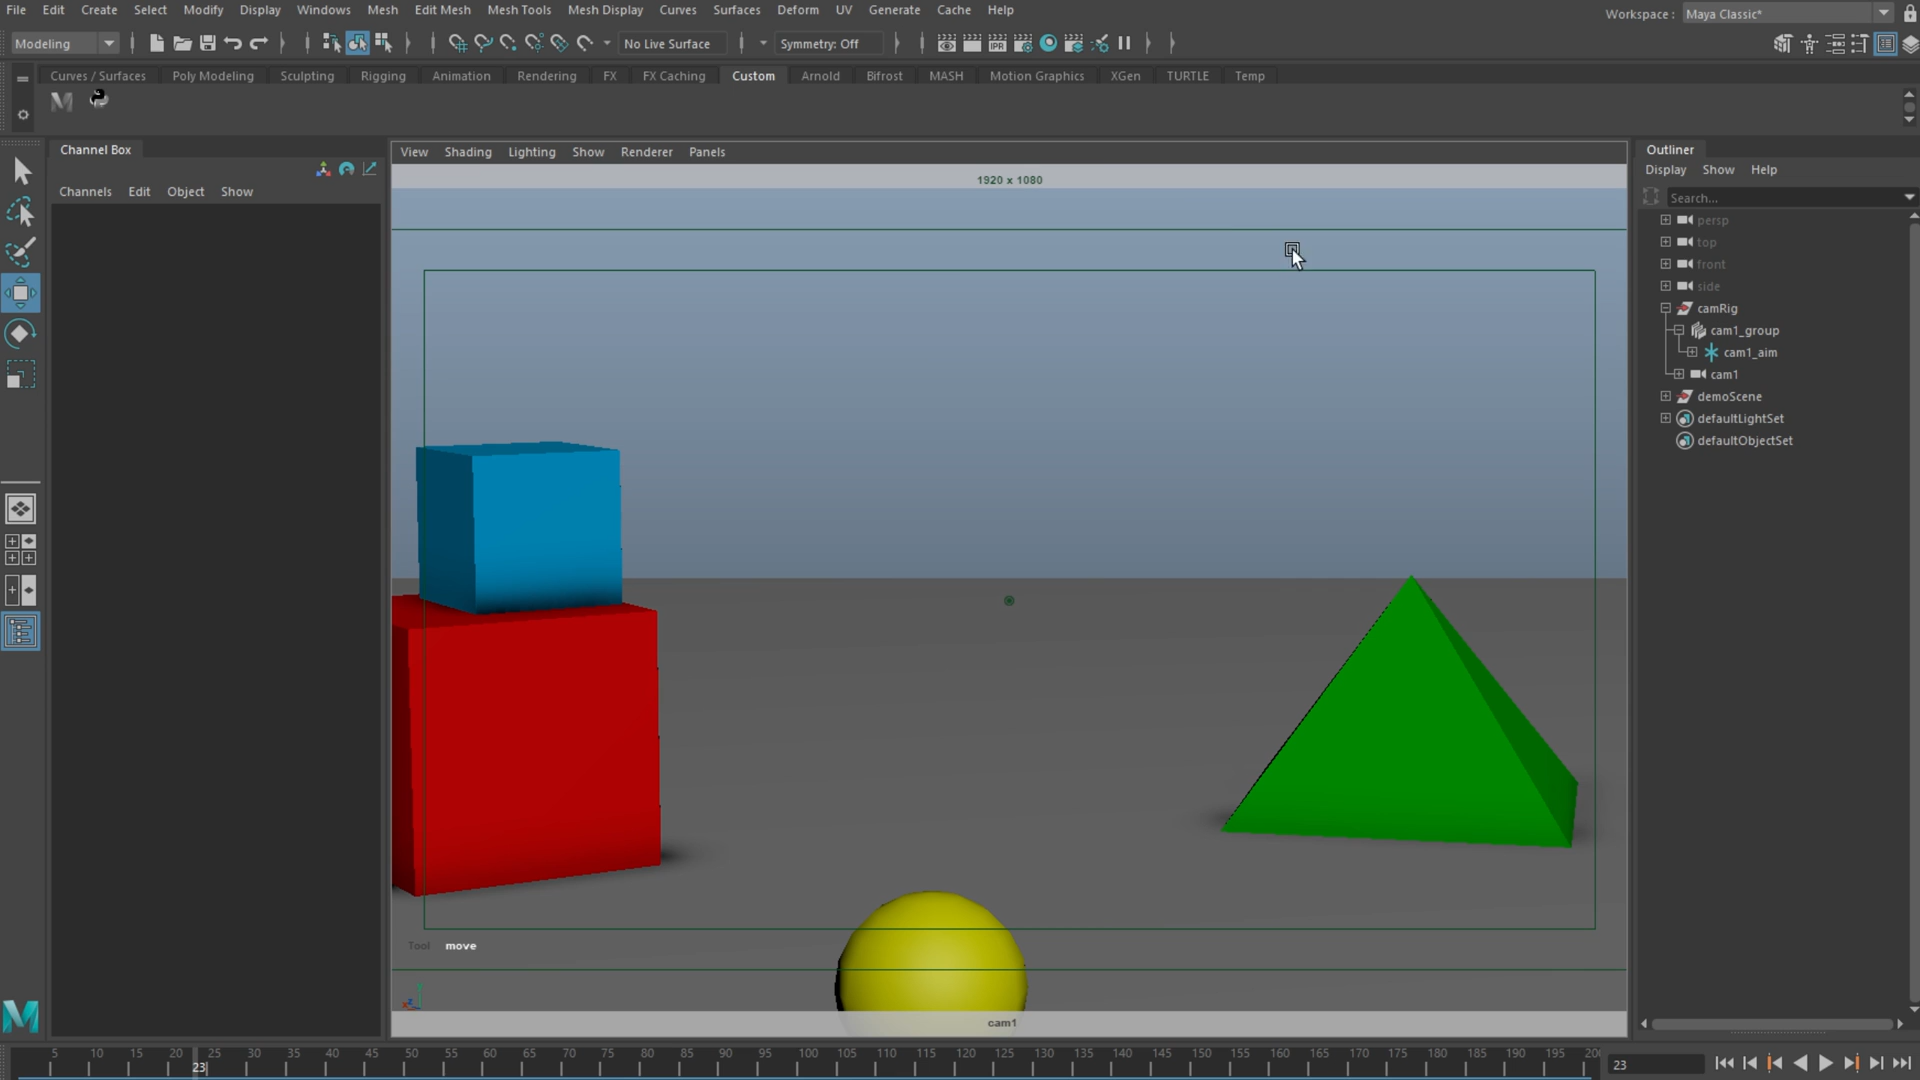 File Edit Create Select Modify Display Windows Mesh Edit Mesh Mesh Tools Mesh Display Curves Surfaces Deform UV Generate Cache Help
Workspace : Maya Classic*
Modeling No Live Surface Symmetry: Off
IPR
Curves / Surfaces Poly Modeling Sculpting Rigging Animation Rendering FX FX Caching Custom Arnold Bifrost MASH Motion Graphics XGen TURTLE Temp
Channel Box
Channels Edit Object Show
View Shading Lighting Show Renderer Panels
1920 x 1080
Tool move
cam1
Outliner
Display Show Help
Search...
persp
top
front
side
camRig
cam1_group
cam1_aim
cam1
demoScene
defaultLightSet
defaultObjectSet
5 10 15 20 25 30 35 40 45 50 55 60 65 70 75 80 85 90 95 100 105 110 115 120 125 130 135 140 145 150 155 160 165 170 175 180 185 190 195
23
23